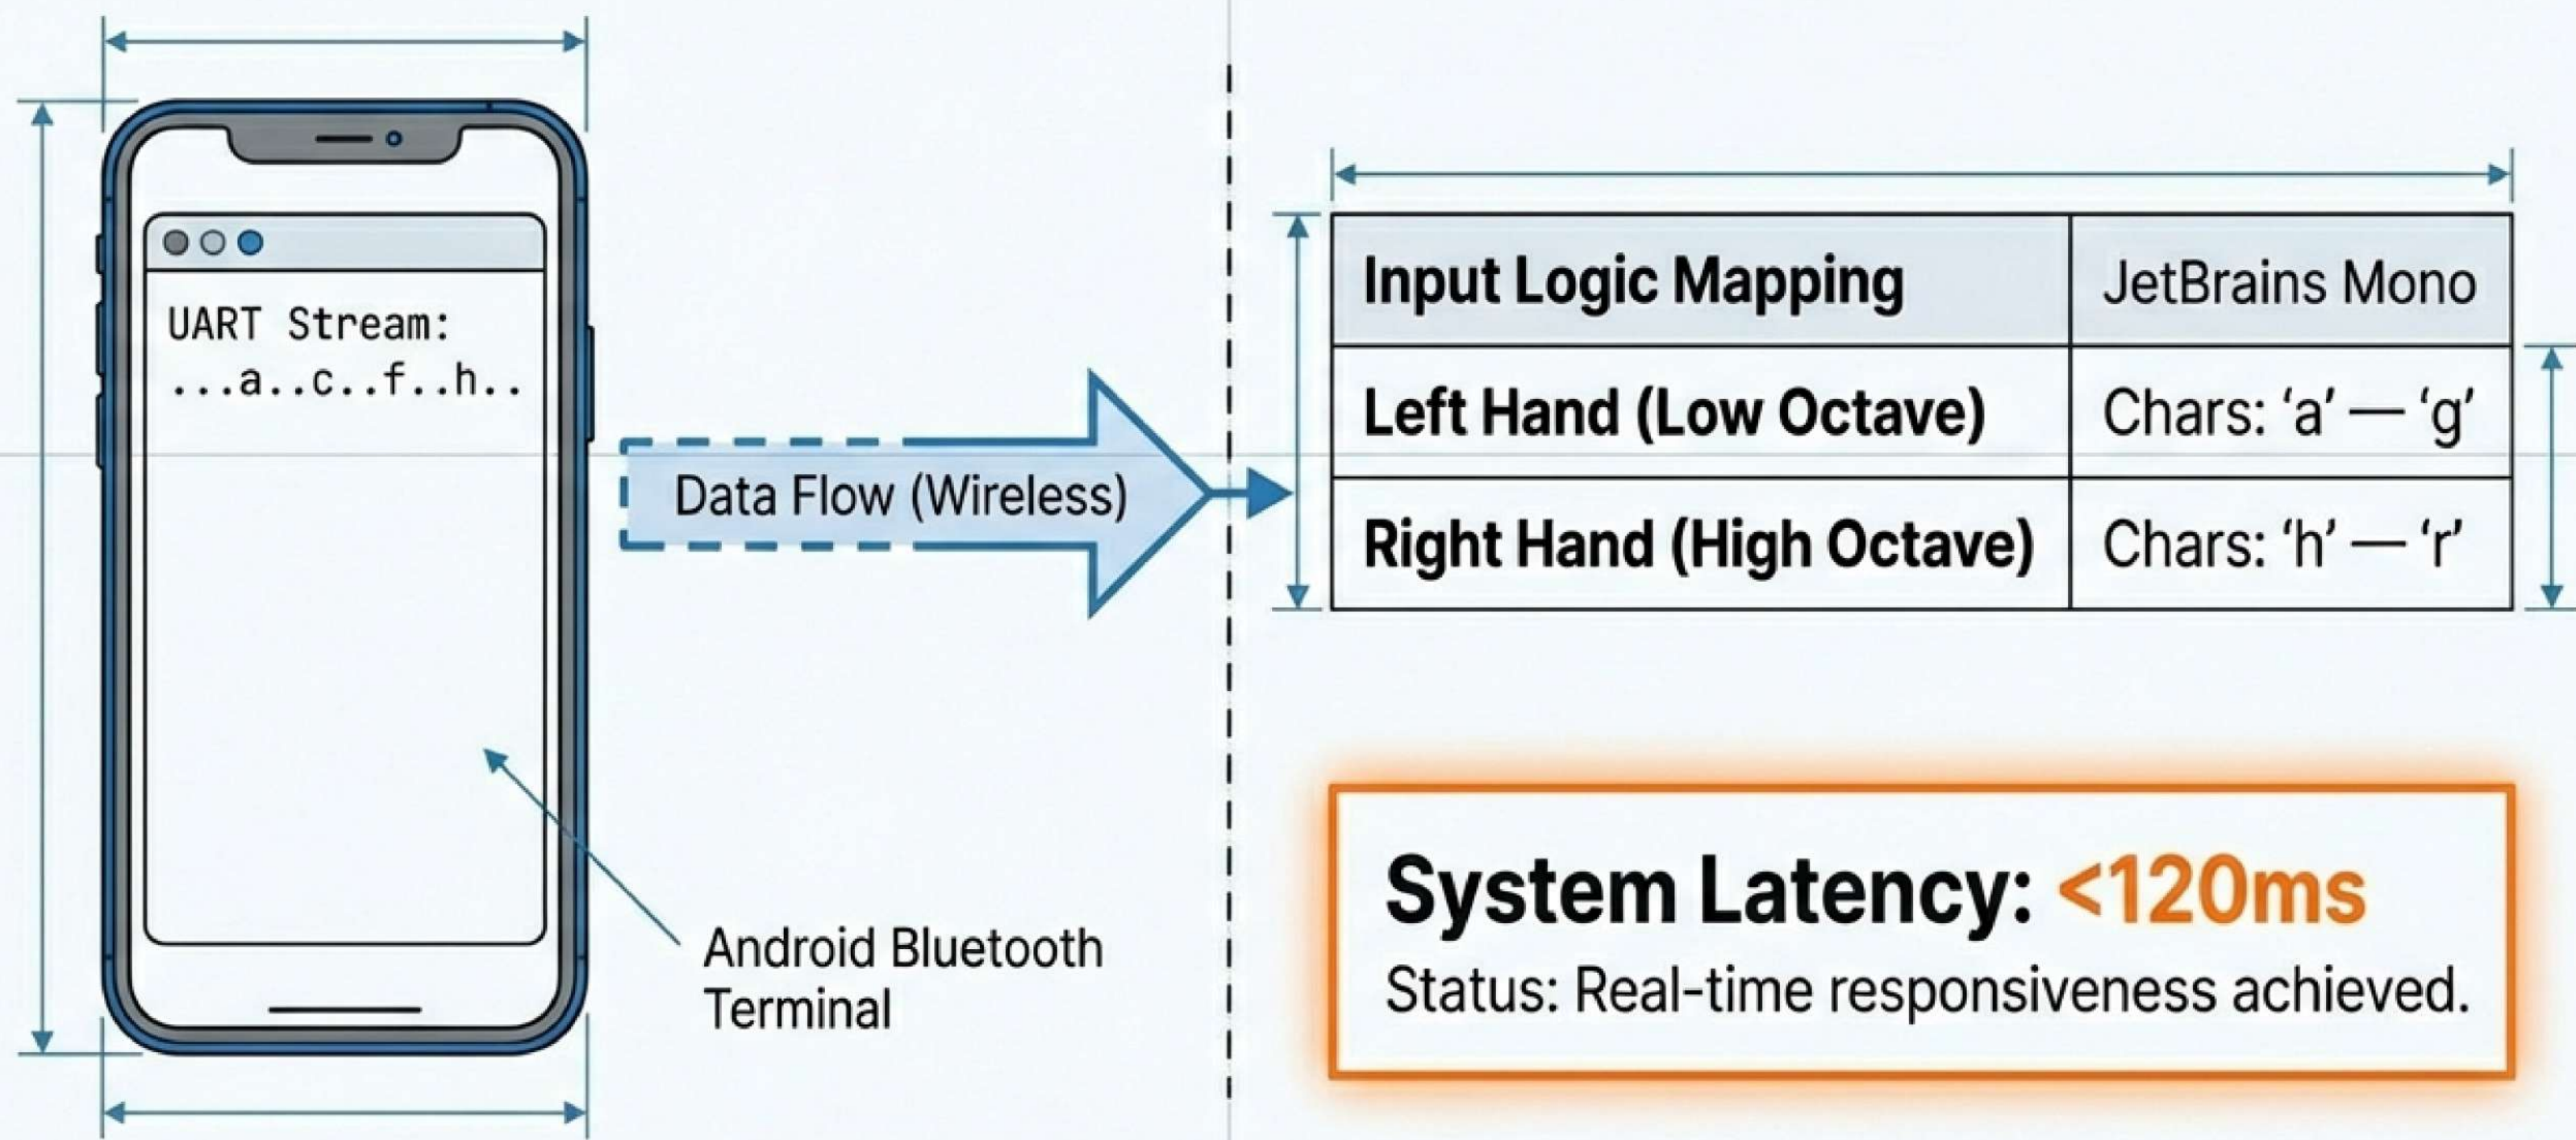 UART Stream:
...a..c..f..h..
Data Flow (Wireless)
Android Bluetooth
Terminal
Input Logic Mapping JetBrains Mono
Left Hand (Low Octave) Chars: ‘a’ — ‘g’
Right Hand (High Octave) Chars: ‘h’ — ‘r’
System Latency: <120ms
Status: Real-time responsiveness achieved.